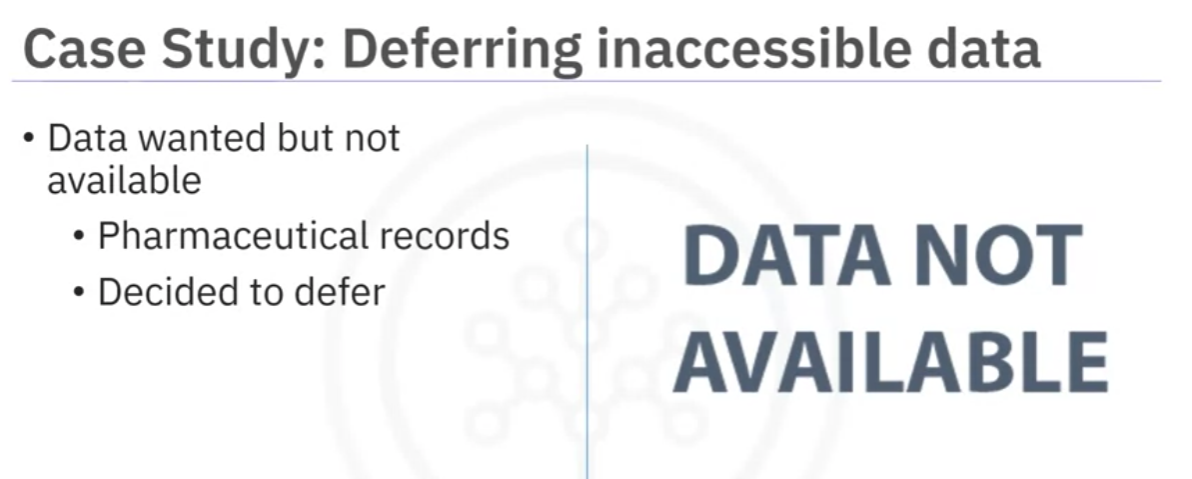 Case Study: Deferring inaccessible data
• Data wanted but not
available
• Pharmaceutical records
• Decided to defer
DATA NOT
AVAILABLE